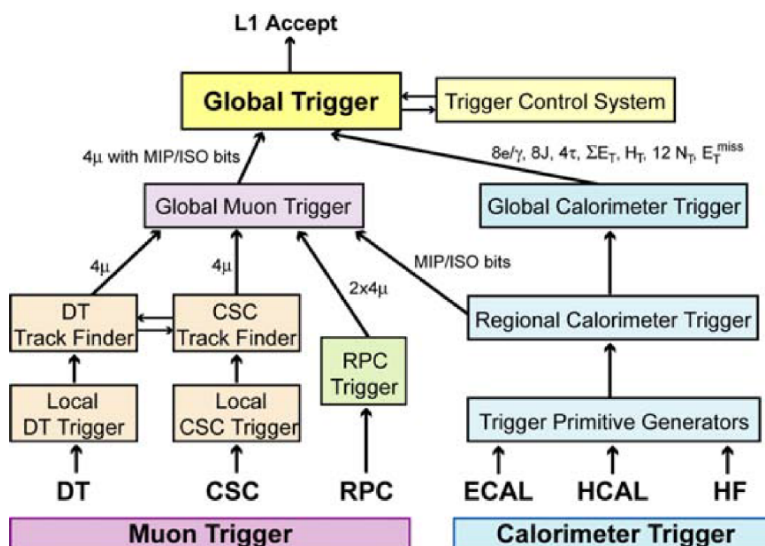 L1 Accept
Global Trigger
Trigger Control System
4μ with MIP/ISO bits
8e/γ, 8J, 4τ, ΣE_T, H_T, 12 N_T, E_T^miss
Global Muon Trigger
Global Calorimeter Trigger
4μ
4μ
2x4μ
MIP/ISO bits
DT
Track Finder
CSC
Track Finder
Regional Calorimeter Trigger
RPC
Trigger
Local
DT Trigger
Local
CSC Trigger
Trigger Primitive Generators
DT
CSC
RPC
ECAL
HCAL
HF
Muon Trigger
Calorimeter Trigger